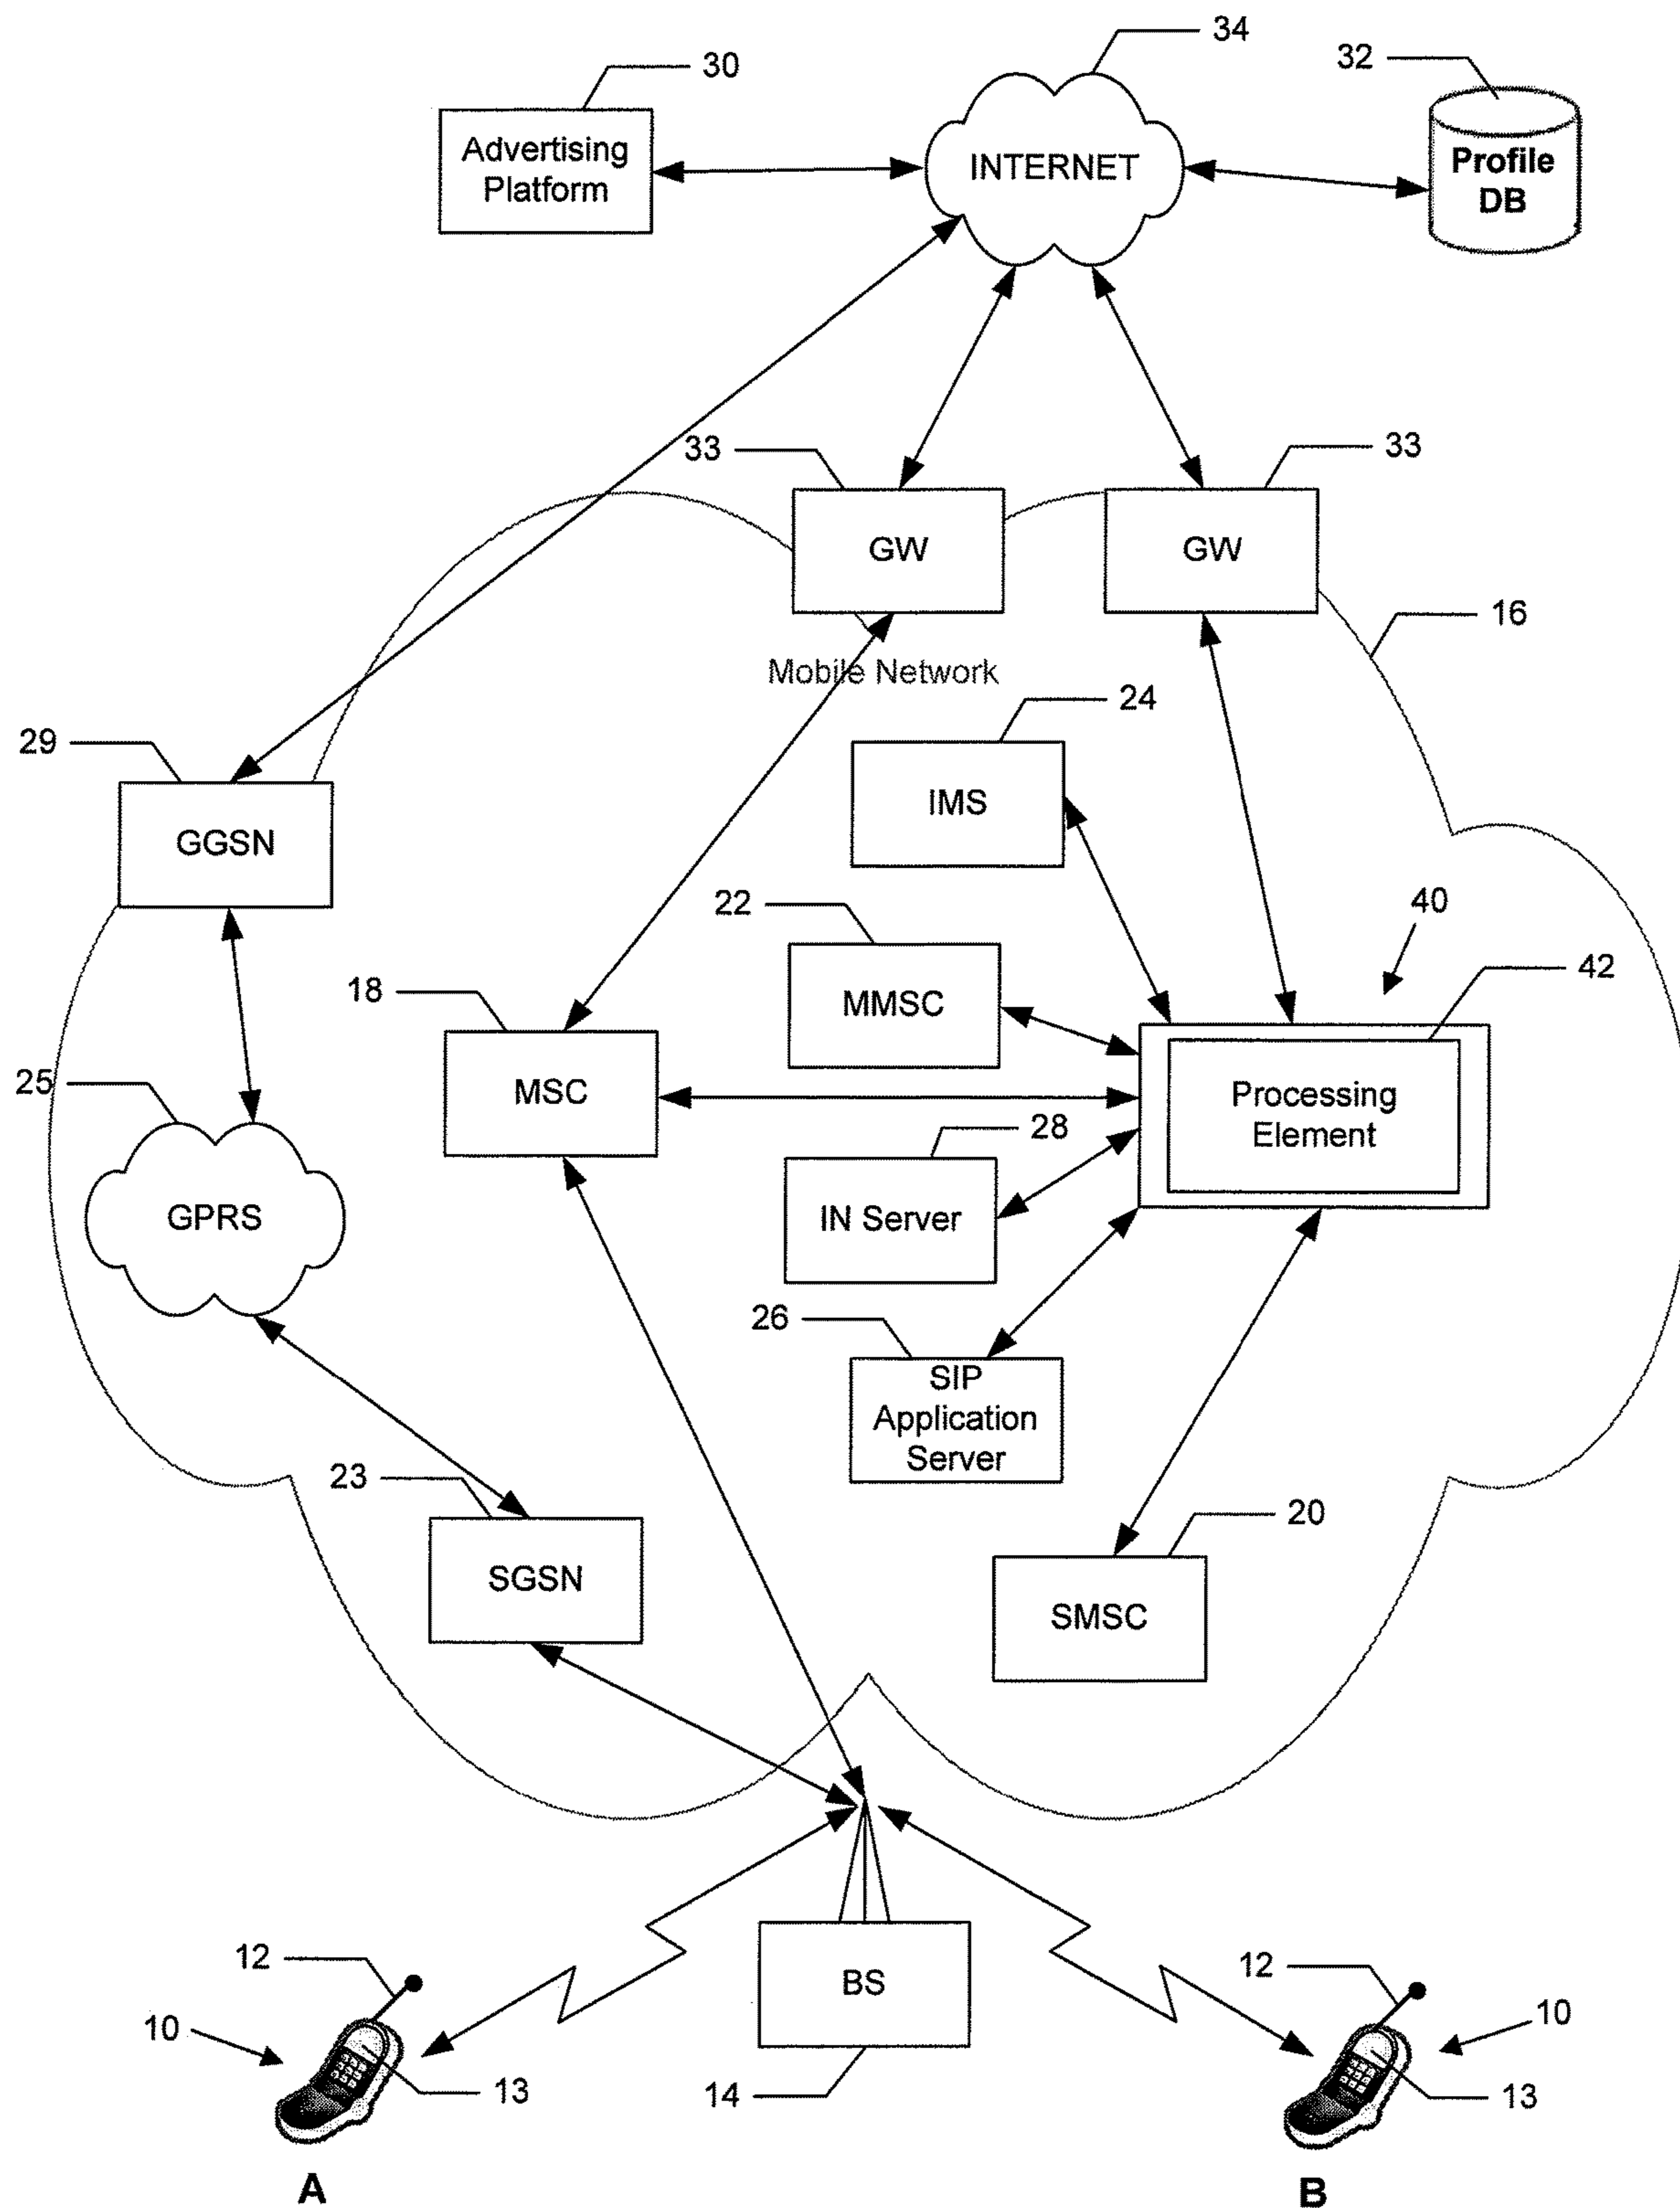 34
30
32
Advertising
Platform
INTERNET
Profile
DB
33
33
GW
GW
16
Mobile Network
24
29
IMS
GGSN
22
40
42
18
MMSC
25
MSC
Processing
Element
28
GPRS
IN Server
26
SIP
Application
Server
23
20
SGSN
SMSC
12
BS
12
10
10
13
14
13
A
B